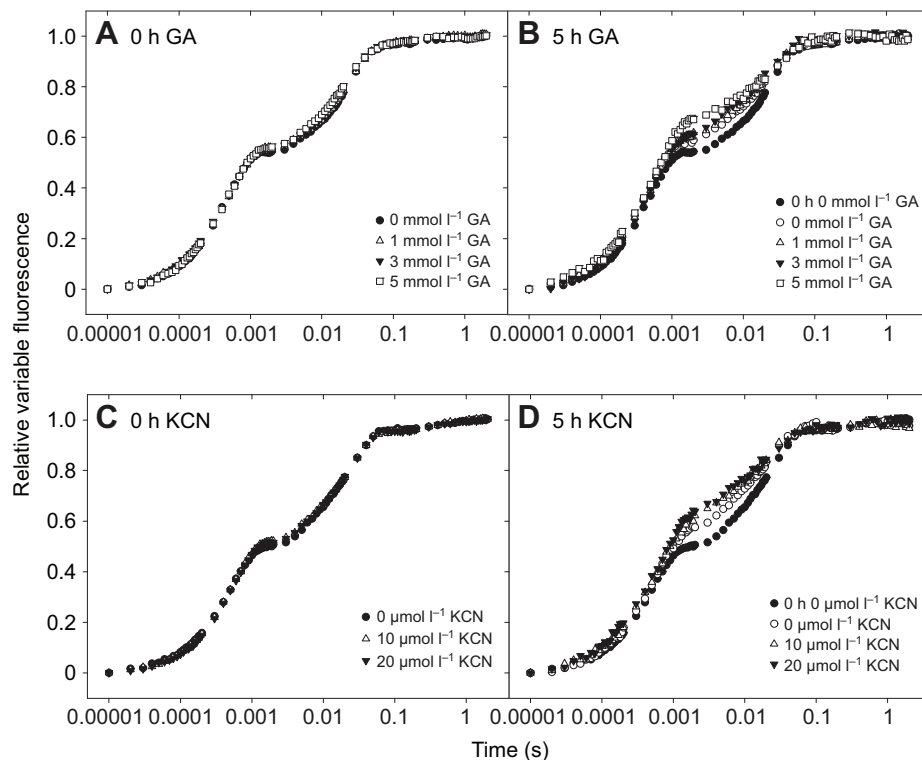 A 0 h GA
B 5 h GA
1.0
0.8
0.6
0.4
0.2
0
● 0 mmol l⁻¹ GA
△ 1 mmol l⁻¹ GA
▼ 3 mmol l⁻¹ GA
□ 5 mmol l⁻¹ GA
● 0 h 0 mmol l⁻¹ GA
○ 0 mmol l⁻¹ GA
△ 1 mmol l⁻¹ GA
▼ 3 mmol l⁻¹ GA
□ 5 mmol l⁻¹ GA
0.00001 0.0001 0.001 0.01 0.1 1
0.00001 0.0001 0.001 0.01 0.1 1
Relative variable fluorescence
C 0 h KCN
D 5 h KCN
1.0
0.8
0.6
0.4
0.2
0
● 0 µmol l⁻¹ KCN
△ 10 µmol l⁻¹ KCN
▼ 20 µmol l⁻¹ KCN
● 0 h 0 µmol l⁻¹ KCN
○ 0 µmol l⁻¹ KCN
△ 10 µmol l⁻¹ KCN
▼ 20 µmol l⁻¹ KCN
0.00001 0.0001 0.001 0.01 0.1 1
0.00001 0.0001 0.001 0.01 0.1 1
Time (s)